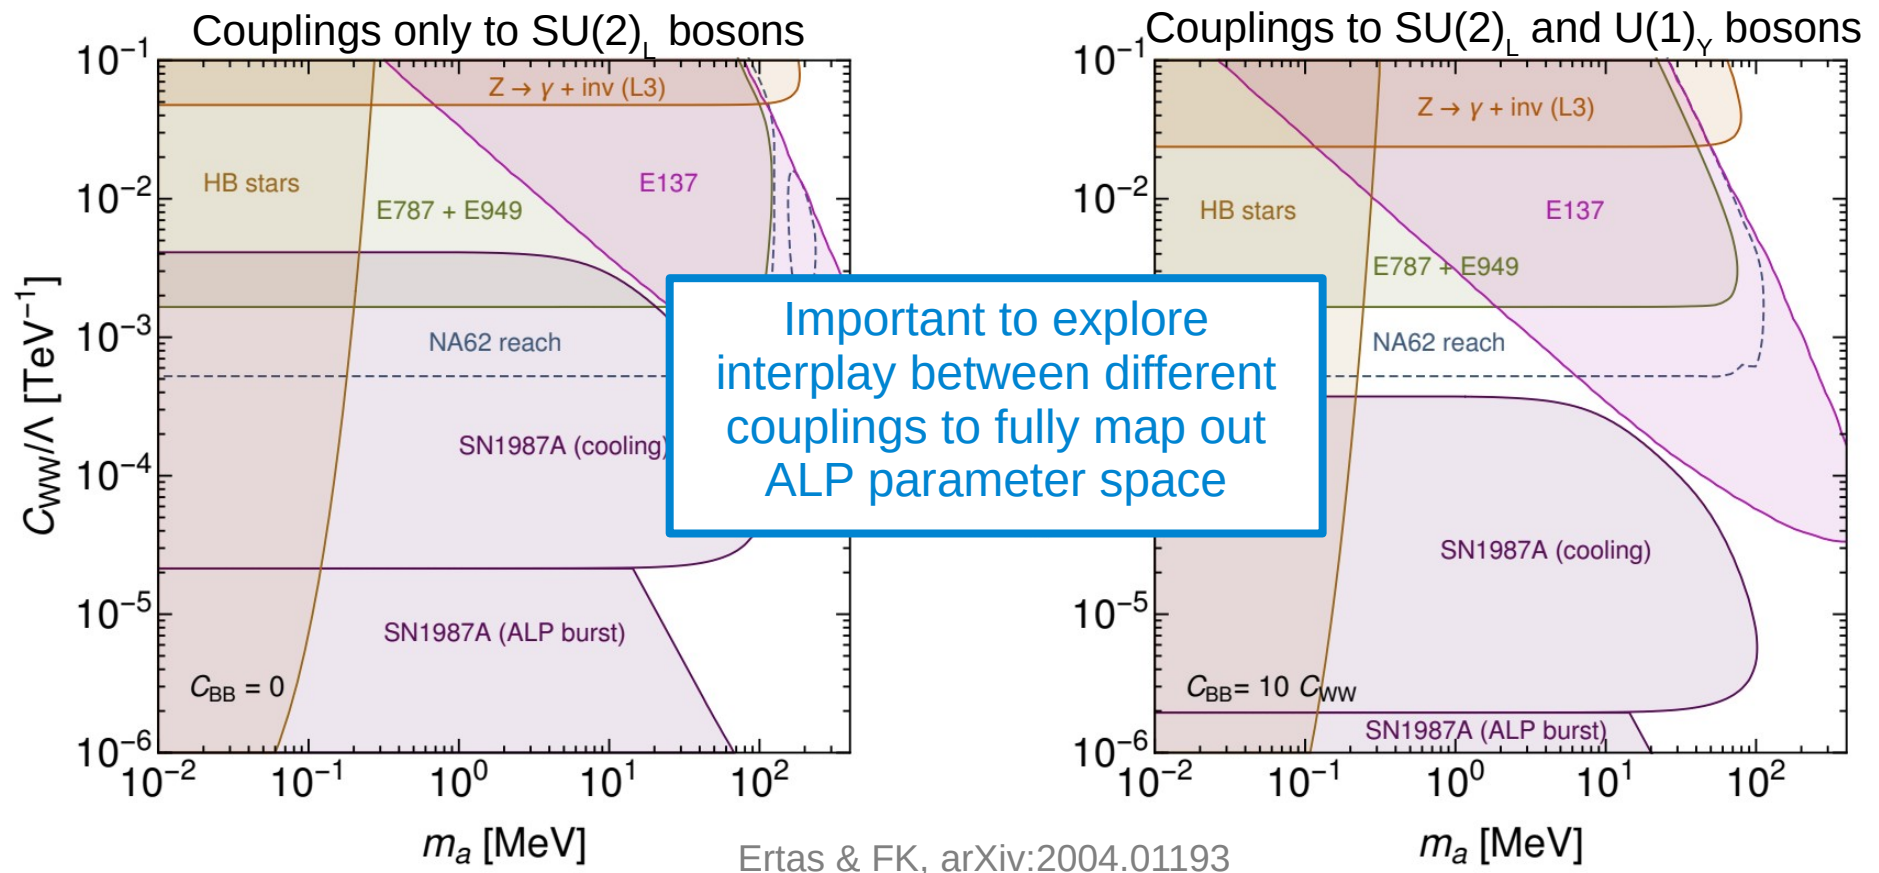 Couplings only to SU(2)L bosons
10⁻¹
Z → γ + inv (L3)
HB stars
E137
10⁻²
E787 + E949
10⁻³
NA62 reach
SN1987A (cooling)
10⁻⁴
10⁻⁵
SN1987A (ALP burst)
C_BB = 0
10⁻⁶
10⁻² 10⁻¹ 10⁰ 10¹ 10²
C_WW/Λ [TeV⁻¹]
mₐ [MeV]
Couplings to SU(2)L and U(1)Y bosons
10⁻¹
Z → γ + inv (L3)
10⁻²
HB stars
E137
E787 + E949
NA62 reach
SN1987A (cooling)
10⁻⁵
C_BB= 10 C_WW
SN1987A (ALP burst)
10⁻⁶
10⁻² 10⁻¹ 10⁰ 10¹ 10²
mₐ [MeV]
Important to explore
interplay between different
couplings to fully map out
ALP parameter space
Ertas & FK, arXiv:2004.01193